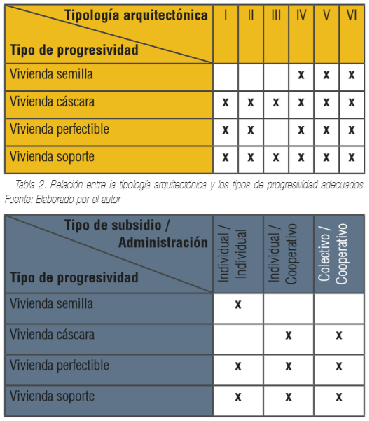 Tipología arquitectónica I II III IV V VI
Tipo de progresividad
Vivienda semilla x x x
Vivienda cáscara x x x x x x
Vivienda perfectible x x x x x
Vivienda soporte x x x x x x
Tabla 2. Relación entre la tipología arquitectónica y los tipos de progresividad adecuados.
Fuente: Elaborado por el autor
Tipo de subsidio /
Administración
Individual /
Individual
Individual /
Cooperativo
Colectivo /
Cooperativo
Tipo de progresividad
Vivienda semilla x
Vivienda cáscara x x
Vivienda perfectible x x x
Vivienda soporte x x x